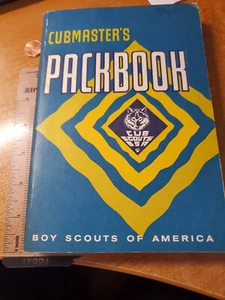 CUBMASTER'S
PACKBOOK
CUB
SCOUTS
BSA
BOY SCOUTS OF AMERICA